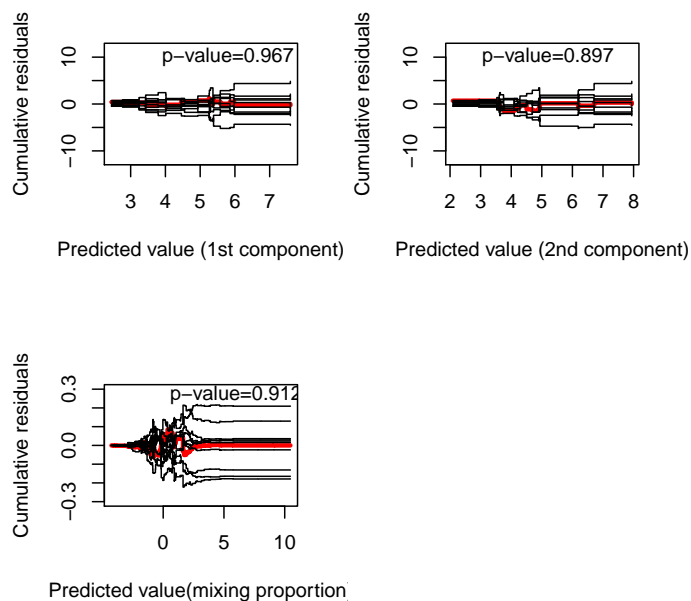 Cumulative residuals
10
0
−10
p−value=0.967
3 4 5 6 7
Predicted value (1st component)
Cumulative residuals
10
0
−10
p−value=0.897
2 3 4 5 6 7 8
Predicted value (2nd component)
Cumulative residuals
0.3
0.0
−0.3
p−value=0.912
0 5 10
Predicted value(mixing proportion)